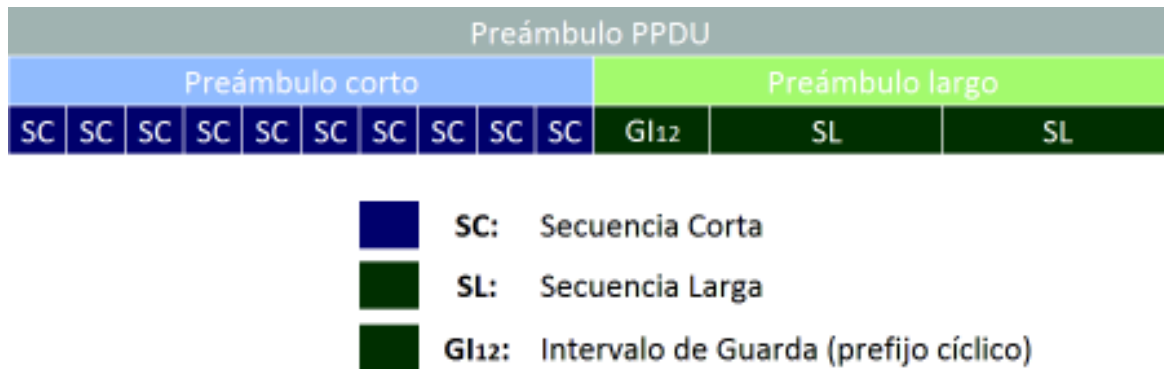 Preámbulo PPDU
Preámbulo corto Preámbulo largo
SC SC SC SC SC SC SC SC SC SC GI12 SL SL
SC: Secuencia Corta
SL: Secuencia Larga
GI12: Intervalo de Guarda (prefijo cíclico)